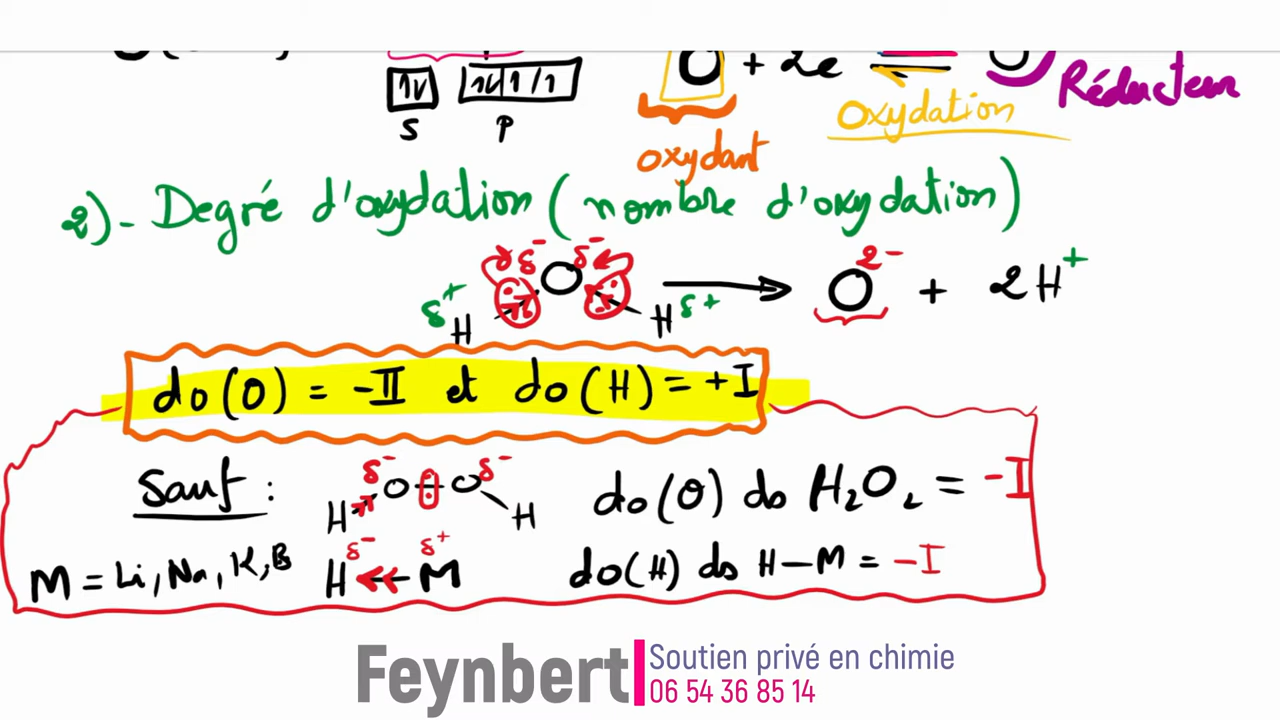 O + 2e
S
P
oxydant
Oxydation
Réducteur
2)- Degré d'oxydation (nombre d'oxydation)
δ+ H δ- O δ- H δ+ → O2- + 2H+
do(O) = -II et do(H) = +I
Sauf : H δ- O - O δ- H do(O) ds H2O2 = -I
M = Li, Na, K, B H δ- M δ+ do(H) ds H-M = -I
Feynbert
Soutien privé en chimie
06 54 36 85 14